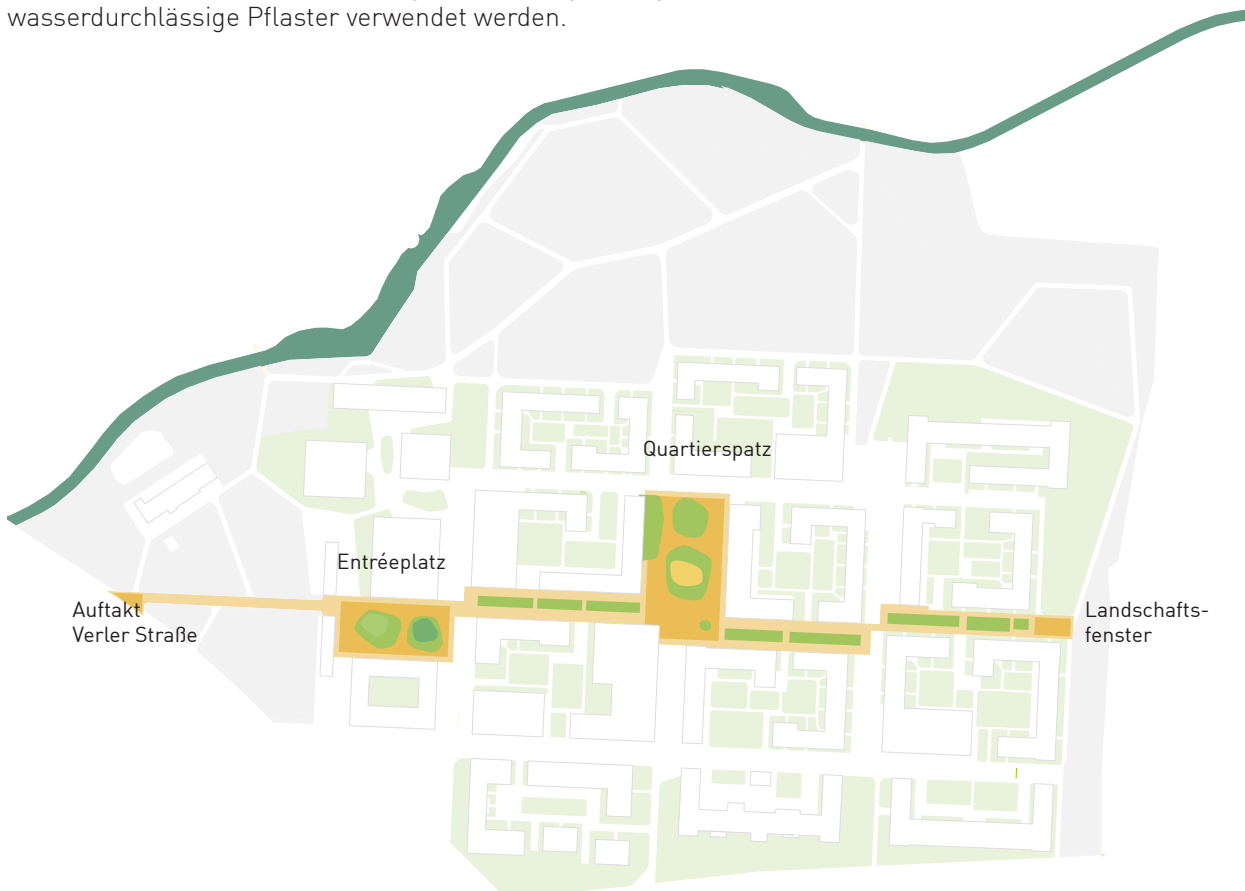 wasserdurchlässige Pflaster verwendet werden.
Quartierspatz
Entréeplatz
Auftakt
Verler Straße
Landschafts-
fenster